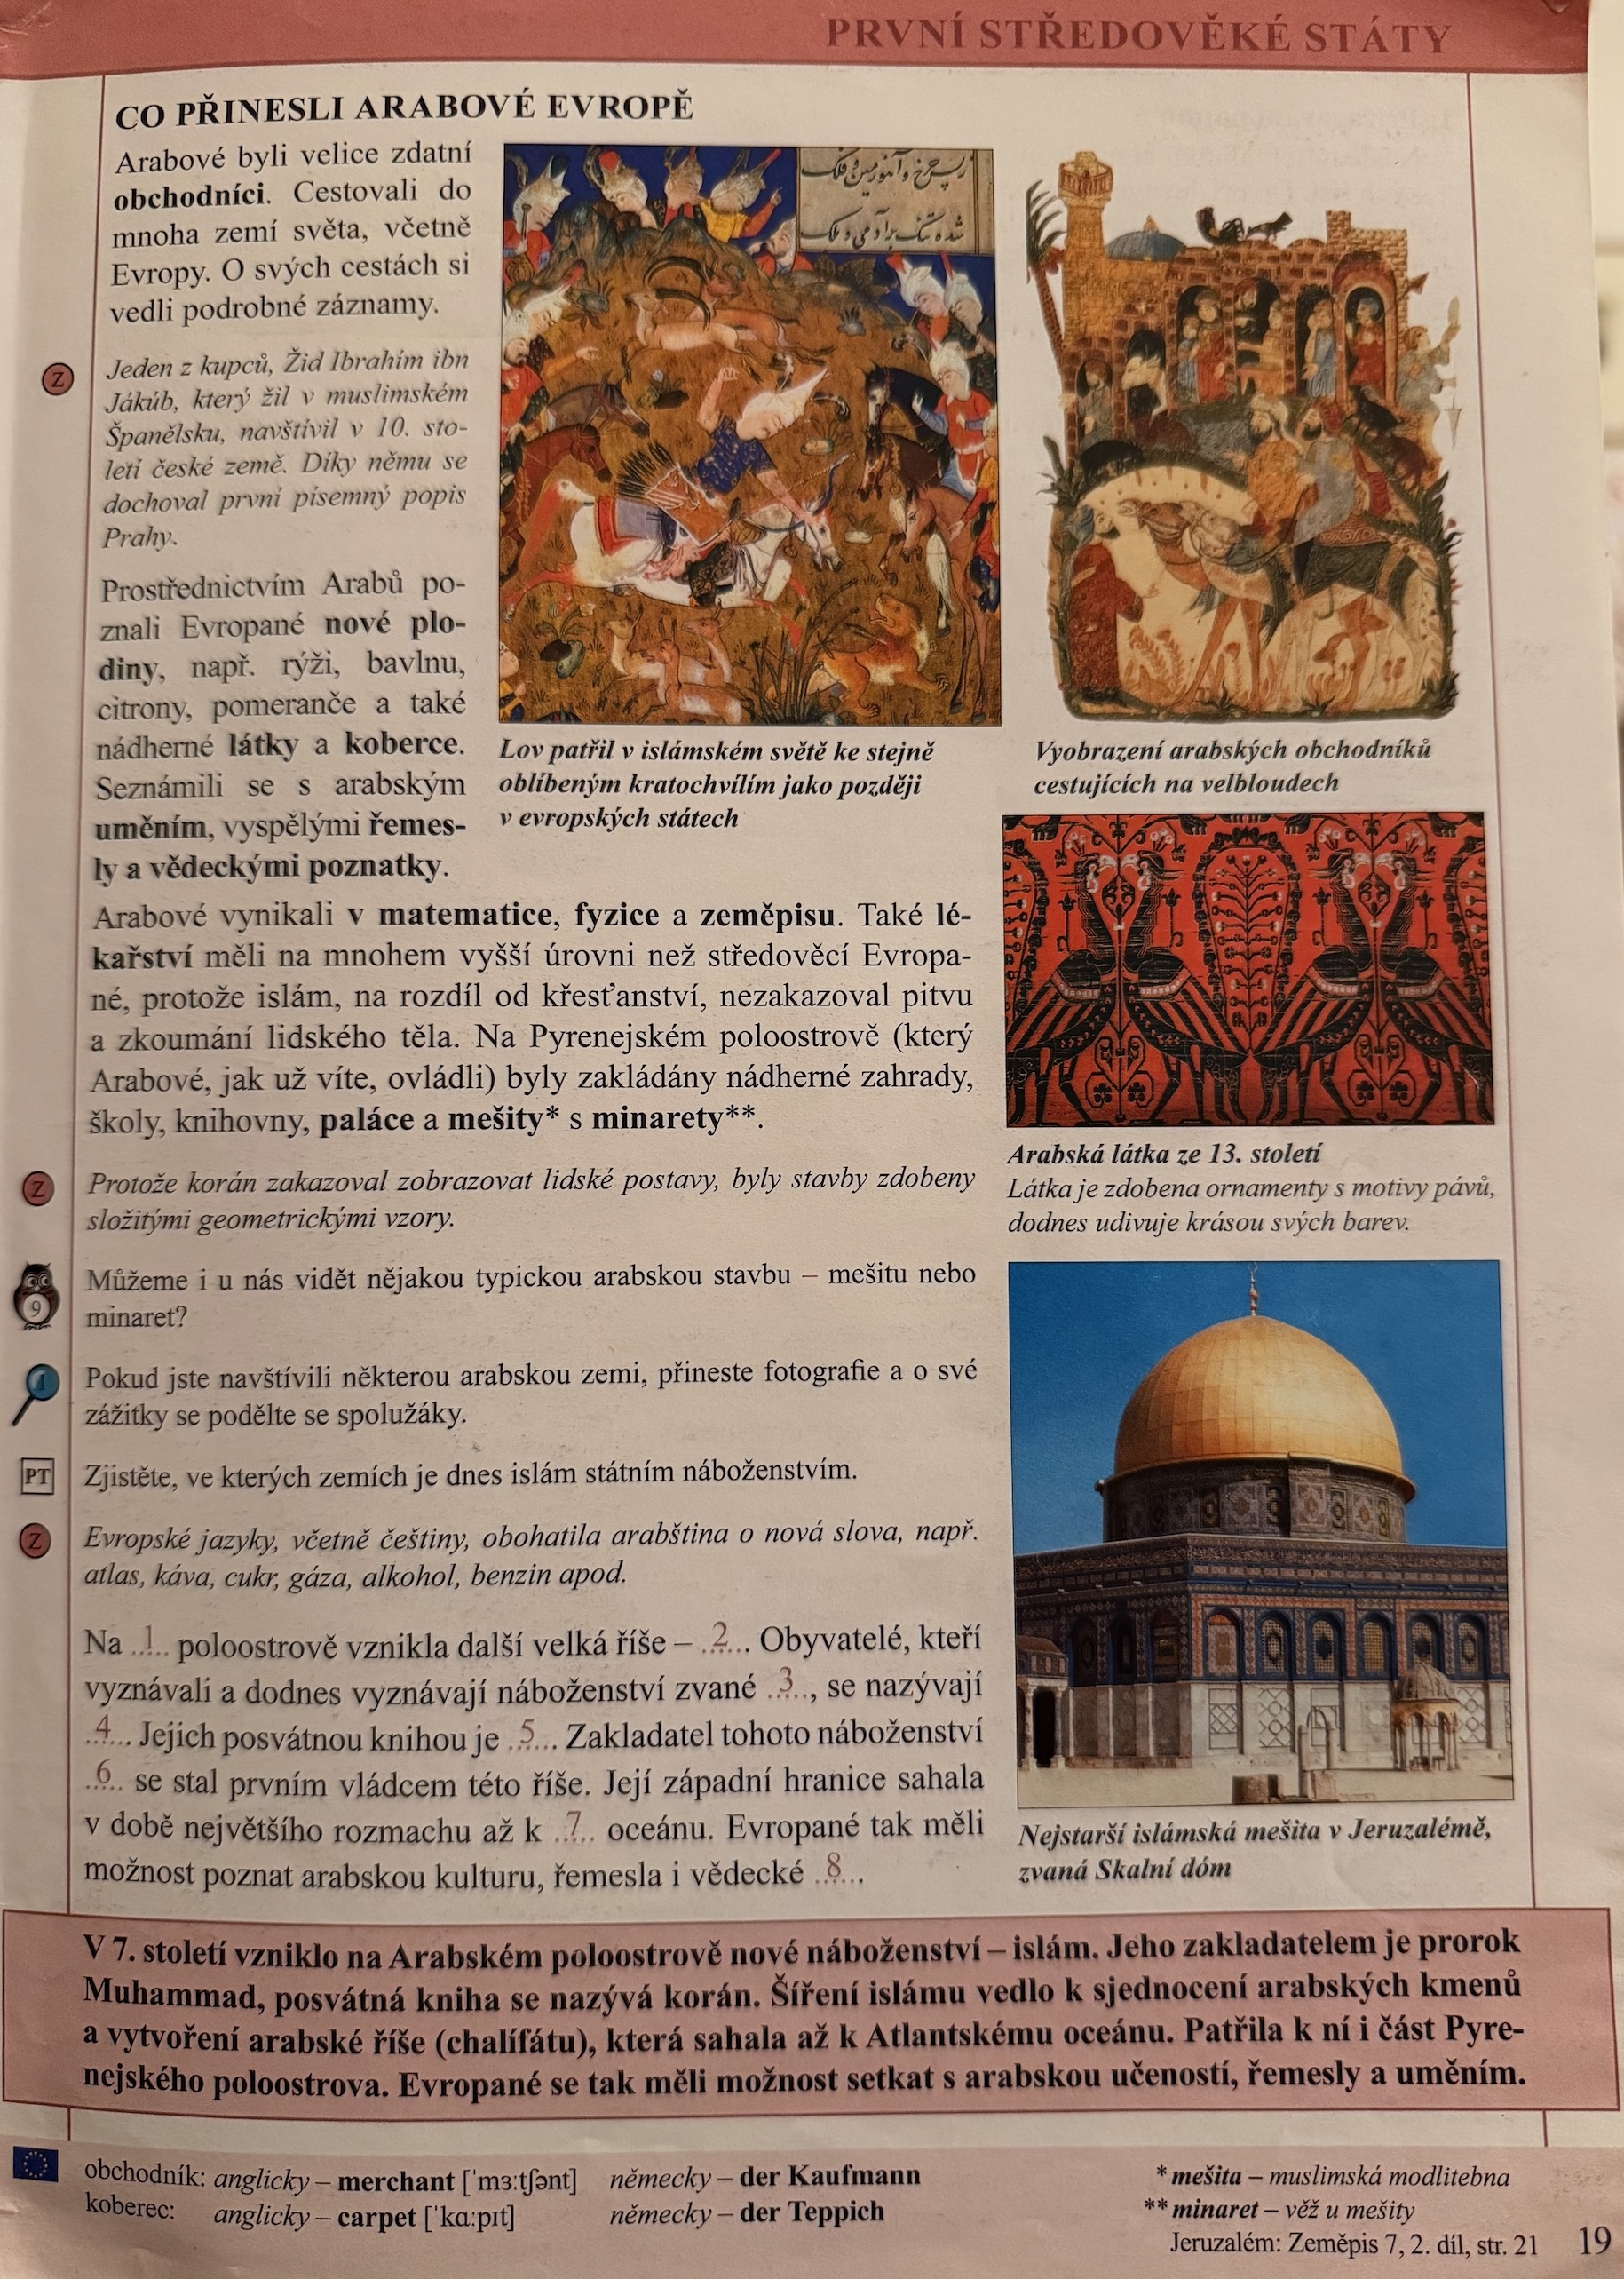 PRVNÍ STŘEDOVĚKÉ STÁTY
CO PŘINESLI ARABOVÉ EVROPĚ
Arabové byli velice zdatní
obchodníci. Cestovali do
mnoha zemí světa, včetně
Evropy. O svých cestách si
vedli podrobné záznamy.
Z
Jeden z kupců, Žid Ibrahím ibn
Jákúb, který žil v muslimském
Španělsku, navštívil v 10. sto-
letí české země. Díky němu se
dochoval první písemný popis
Prahy.
Prostřednictvím Arabů po-
znali Evropané nové plo-
diny, např. rýži, bavlnu,
citrony, pomeranče a také
nádherné látky a koberce.
Seznámili se s arabským
uměním, vyspělými řemes-
ly a vědeckými poznatky.
Lov patřil v islámském světě ke stejně
oblíbeným kratochvílím jako později
v evropských státech
Vyobrazení arabských obchodníků
cestujících na velbloudech
Arabové vynikali v matematice, fyzice a zeměpisu. Také lé-
kařství měli na mnohem vyšší úrovni než středověcí Evropa-
né, protože islám, na rozdíl od křesťanství, nezakazoval pitvu
a zkoumání lidského těla. Na Pyrenejském poloostrově (který
Arabové, jak už víte, ovládli) byly zakládány nádherné zahrady,
školy, knihovny, paláce a mešity* s minarety**.
Arabská látka ze 13. století
Látka je zdobena ornamenty s motivy pávů,
dodnes udivuje krásou svých barev.
Z
Protože korán zakazoval zobrazovat lidské postavy, byly stavby zdobeny
složitými geometrickými vzory.
9
Můžeme i u nás vidět nějakou typickou arabskou stavbu – mešitu nebo
minaret?
1
Pokud jste navštívili některou arabskou zemi, přineste fotografie a o své
zážitky se podělte se spolužáky.
PT
Zjistěte, ve kterých zemích je dnes islám státním náboženstvím.
Z
Evropské jazyky, včetně češtiny, obohatila arabština o nová slova, např.
atlas, káva, cukr, gáza, alkohol, benzin apod.
Na ..1.. poloostrově vznikla další velká říše – ..2... Obyvatelé, kteří
vyznávali a dodnes vyznávají náboženství zvané ..3.., se nazývají
..4... Jejich posvátnou knihou je ..5... Zakladatel tohoto náboženství
..6.. se stal prvním vládcem této říše. Její západní hranice sahala
v době největšího rozmachu až k ..7.. oceánu. Evropané tak měli
možnost poznat arabskou kulturu, řemesla i vědecké ..8...
Nejstarší islámská mešita v Jeruzalémě,
zvaná Skalní dóm
V 7. století vzniklo na Arabském poloostrově nové náboženství – islám. Jeho zakladatelem je prorok
Muhammad, posvátná kniha se nazývá korán. Šíření islámu vedlo k sjednocení arabských kmenů
a vytvoření arabské říše (chalífátu), která sahala až k Atlantskému oceánu. Patřila k ní i část Pyre-
nejského poloostrova. Evropané se tak měli možnost setkat s arabskou učeností, řemesly a uměním.
obchodník: anglicky – merchant [ˈmɜːtʃənt] německy – der Kaufmann
koberec: anglicky – carpet [ˈkɑːpɪt] německy – der Teppich
* mešita – muslimská modlitebna
** minaret – věž u mešity
Jeruzalém: Zeměpis 7, 2. díl, str. 21
19